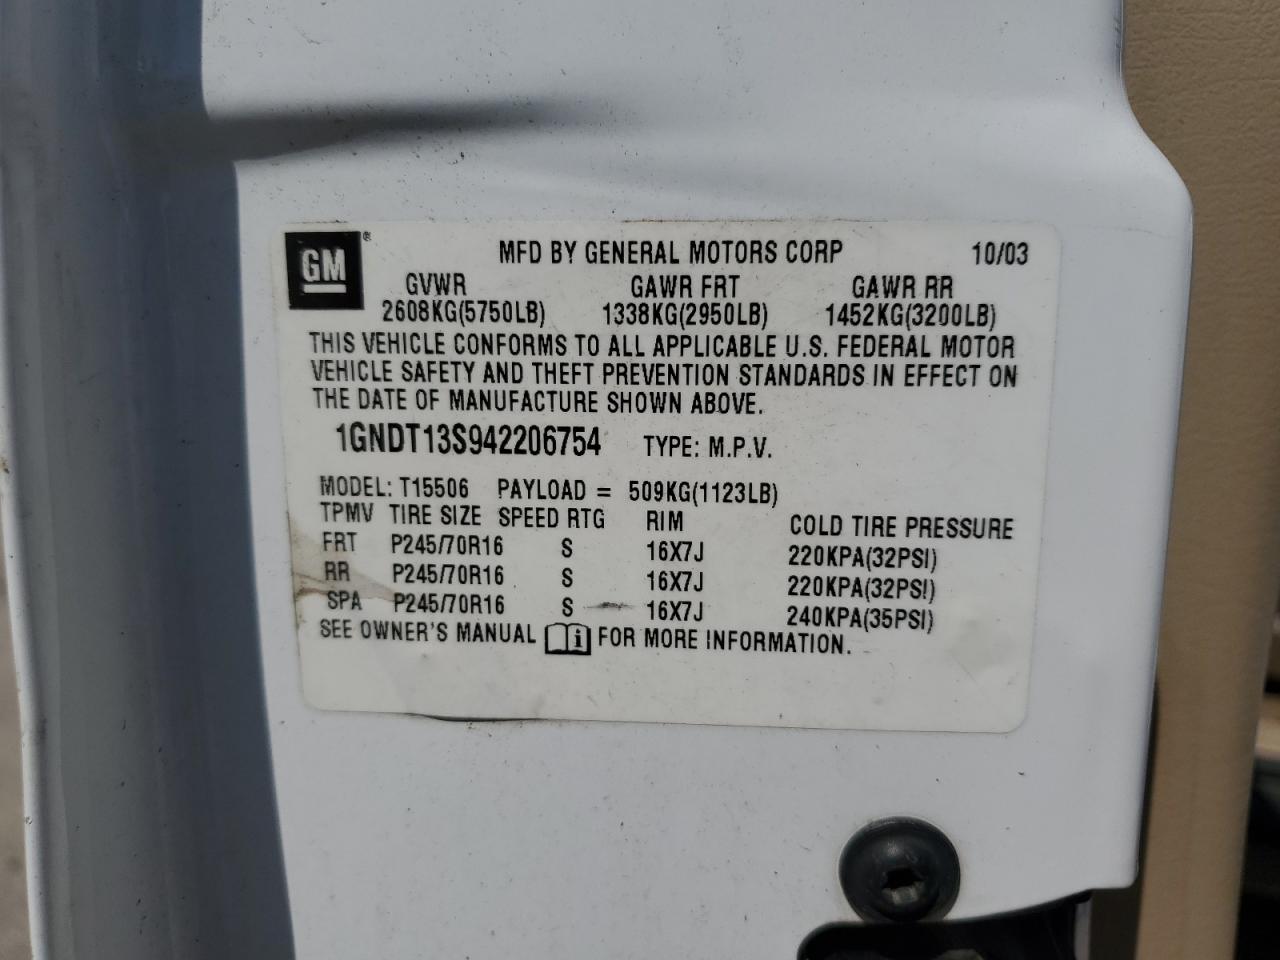 GM® MFD BY GENERAL MOTORS CORP 10/03
GVWR GAWR FRT GAWR RR
2608KG(5750LB) 1338KG(2950LB) 1452KG(3200LB)
THIS VEHICLE CONFORMS TO ALL APPLICABLE U.S. FEDERAL MOTOR
VEHICLE SAFETY AND THEFT PREVENTION STANDARDS IN EFFECT ON
THE DATE OF MANUFACTURE SHOWN ABOVE.
1GNDT13S942206754 TYPE: M.P.V.
MODEL: T15506 PAYLOAD = 509KG(1123LB)
TPMV TIRE SIZE SPEED RTG RIM COLD TIRE PRESSURE
FRT P245/70R16 S 16X7J 220KPA(32PSI)
RR P245/70R16 S 16X7J 220KPA(32PSI)
SPA P245/70R16 S 16X7J 240KPA(35PSI)
SEE OWNER'S MANUAL i FOR MORE INFORMATION.